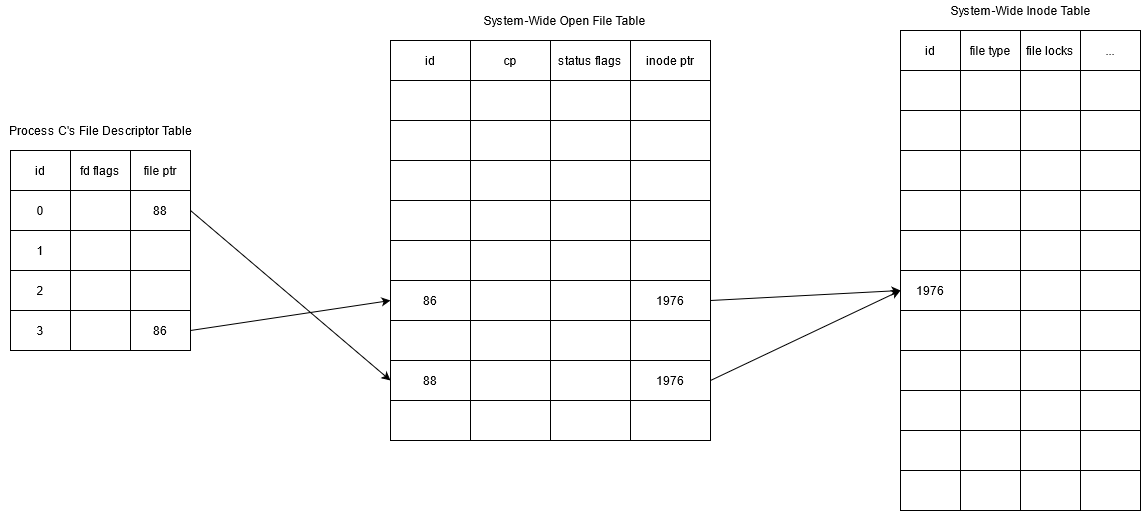 System-Wide Inode Table
System-Wide Open File Table
id file type file locks ...
id cp status flags inode ptr
Process C's File Descriptor Table
id fd flags file ptr
0 88
1
2
3 86
86 1976
88 1976
1976